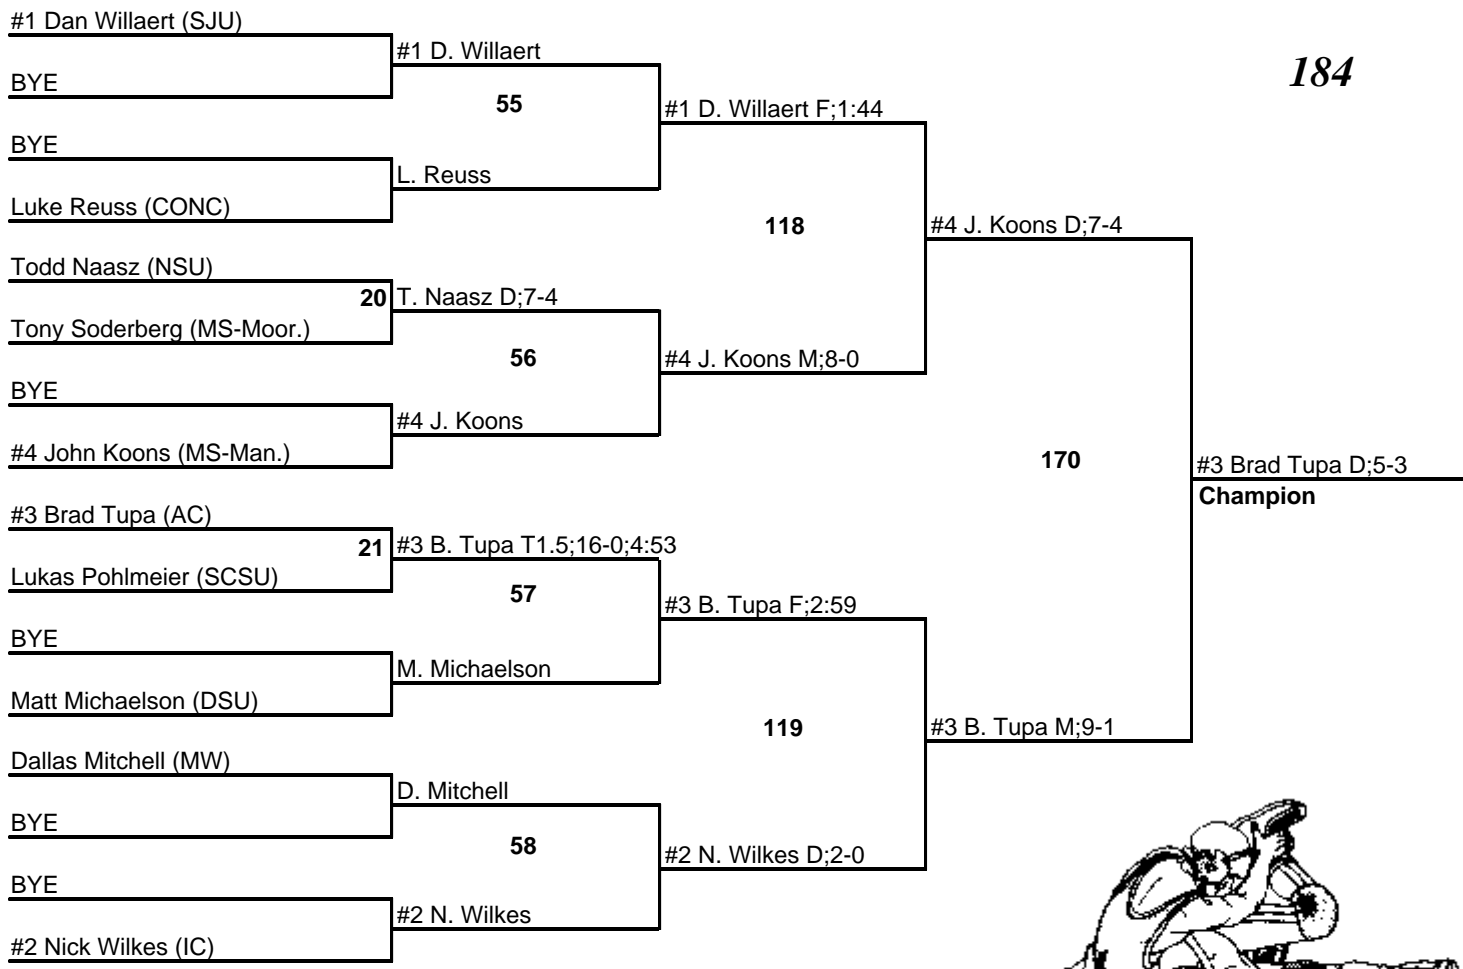 #1 Dan Willaert (SJU)
#1 D. Willaert
184
BYE
55
#1 D. Willaert F;1:44
BYE
L. Reuss
Luke Reuss (CONC)
118
#4 J. Koons D;7-4
Todd Naasz (NSU)
20 T. Naasz D;7-4
Tony Soderberg (MS-Moor.)
56
#4 J. Koons M;8-0
BYE
#4 J. Koons
#4 John Koons (MS-Man.)
170
#3 Brad Tupa D;5-3
Champion
#3 Brad Tupa (AC)
21 #3 B. Tupa T1.5;16-0;4:53
Lukas Pohlmeier (SCSU)
57
#3 B. Tupa F;2:59
BYE
M. Michaelson
Matt Michaelson (DSU)
119
#3 B. Tupa M;9-1
Dallas Mitchell (MW)
D. Mitchell
BYE
58
#2 N. Wilkes D;2-0
BYE
#2 N. Wilkes
#2 Nick Wilkes (IC)